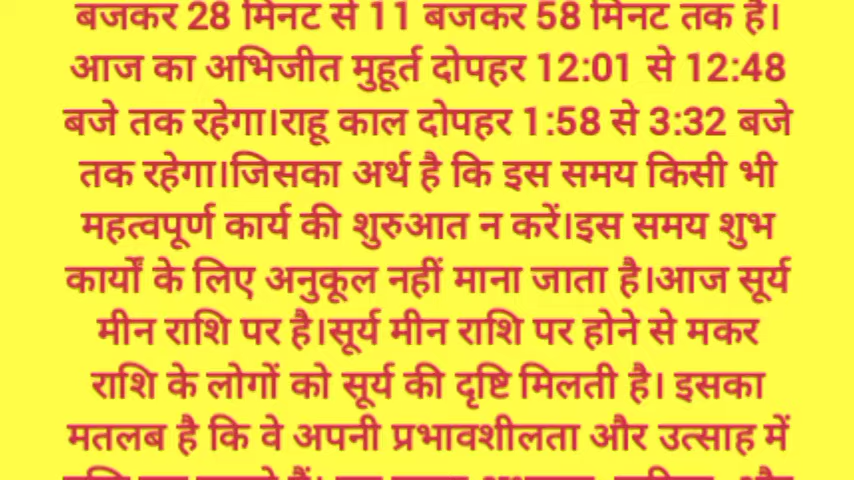 बजकर 28 मिनट से 11 बजकर 58 मिनट तक है।
आज का अभिजीत मुहूर्त दोपहर 12:01 से 12:48
बजे तक रहेगा।राहू काल दोपहर 1:58 से 3:32 बजे
तक रहेगा।जिसका अर्थ है कि इस समय किसी भी
महत्वपूर्ण कार्य की शुरुआत न करें।इस समय शुभ
कार्यों के लिए अनुकूल नहीं माना जाता है।आज सूर्य
मीन राशि पर है।सूर्य मीन राशि पर होने से मकर
राशि के लोगों को सूर्य की दृष्टि मिलती है। इसका
मतलब है कि वे अपनी प्रभावशीलता और उत्साह में